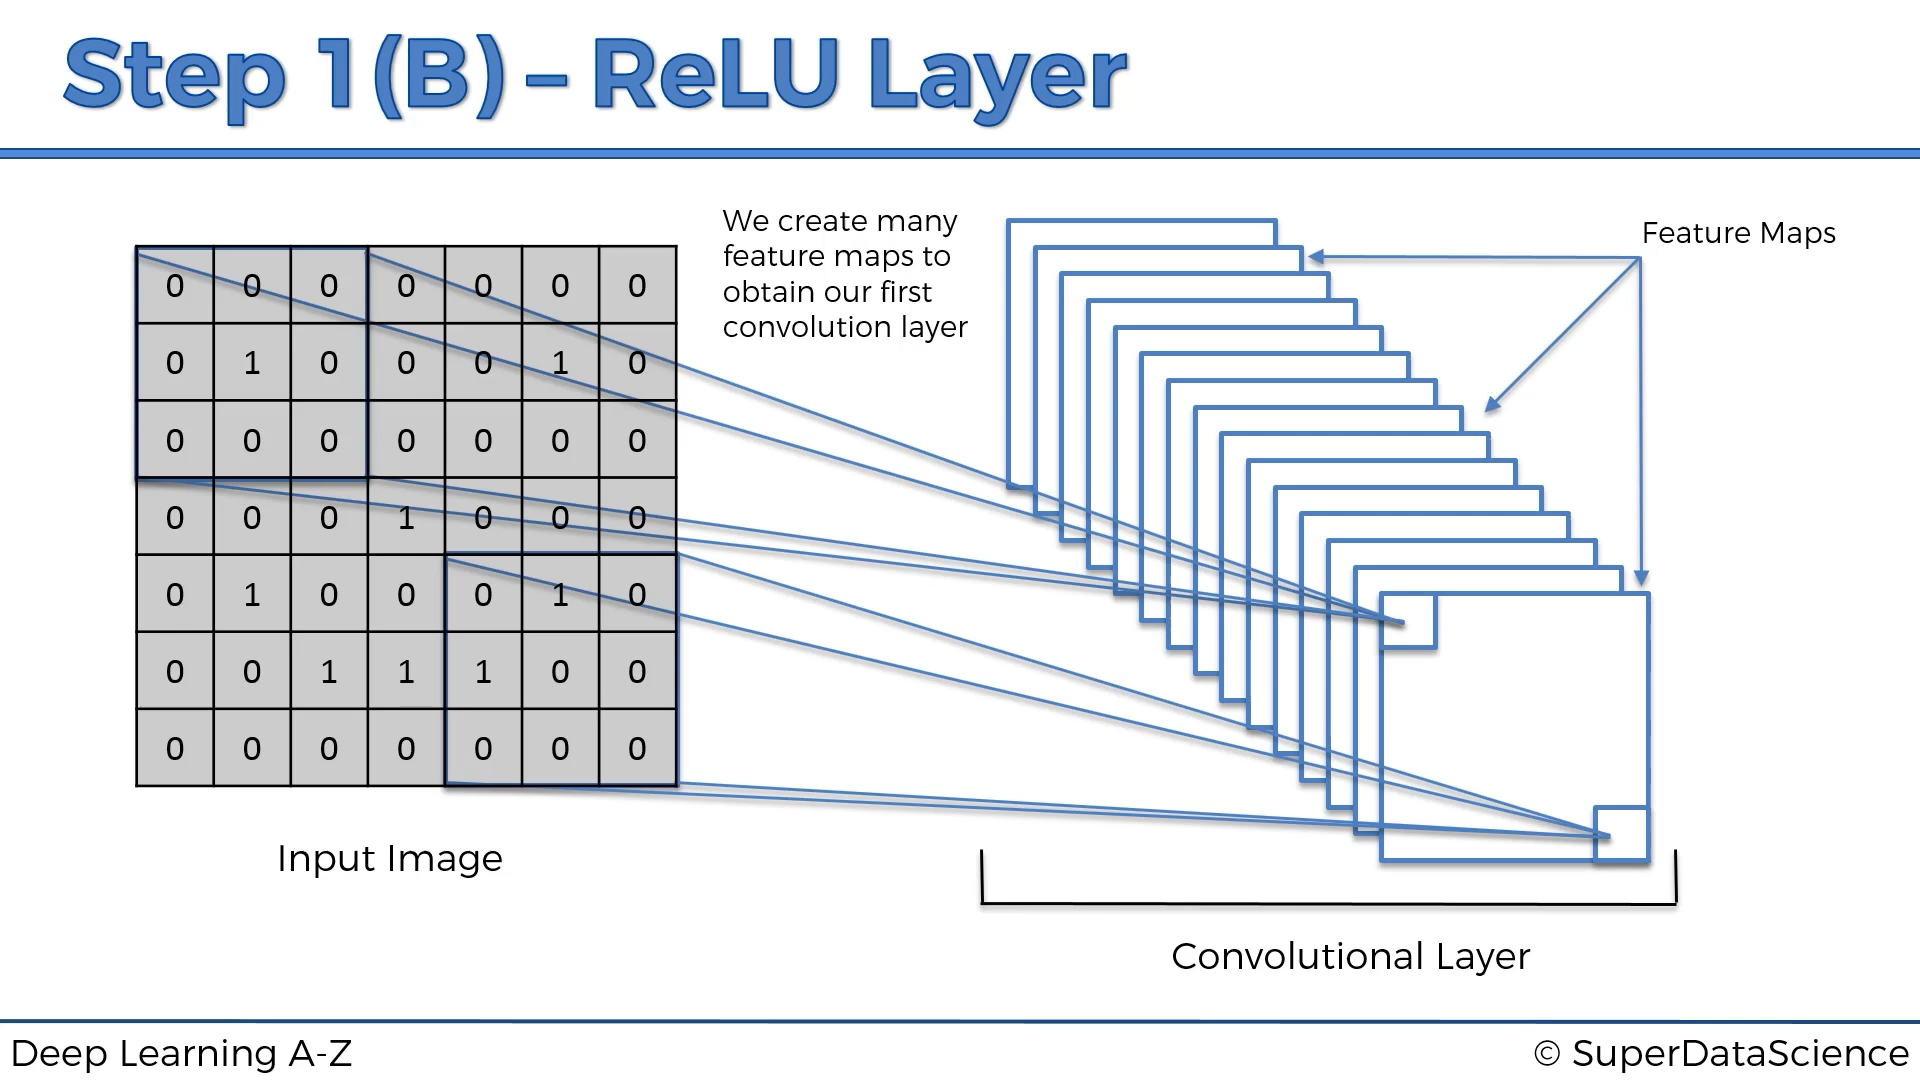 Step 1(B) – ReLU Layer
We create many
feature maps to
obtain our first
convolution layer
Feature Maps
0 0 0 0 0 0 0
0 1 0 0 0 1 0
0 0 0 0 0 0 0
0 0 0 1 0 0 0
0 1 0 0 0 1 0
0 0 1 1 1 0 0
0 0 0 0 0 0 0
Input Image
Convolutional Layer
Deep Learning A-Z
© SuperDataScience